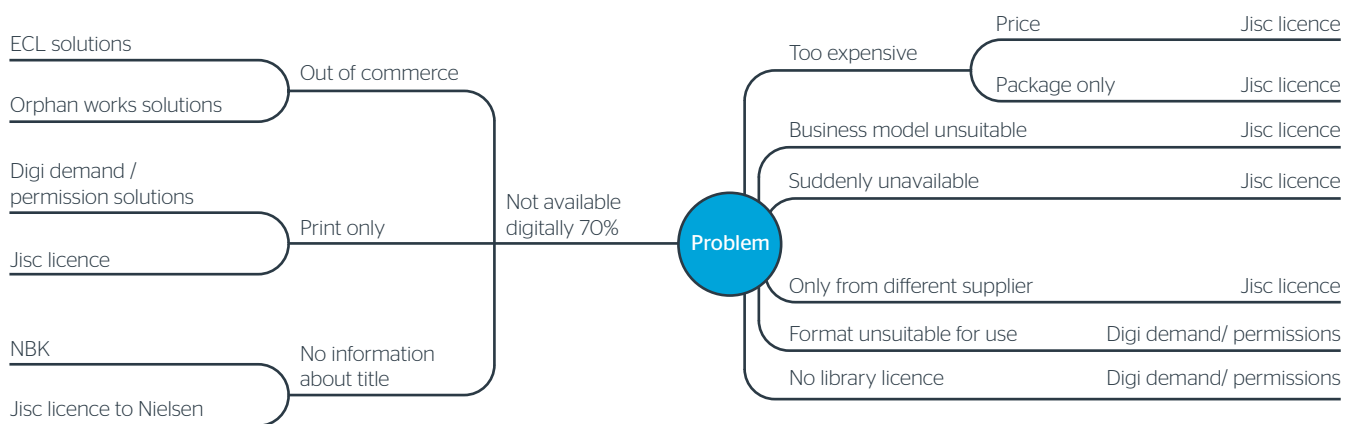 ECL solutions
Orphan works solutions
Out of commerce
Digi demand /
permission solutions
Jisc licence
Print only
NBK
Jisc licence to Nielsen
No information
about title
Not available
digitally 70%
Problem
Too expensive
Price
Jisc licence
Package only
Jisc licence
Business model unsuitable
Jisc licence
Suddenly unavailable
Jisc licence
Only from different supplier
Jisc licence
Format unsuitable for use
Digi demand/ permissions
No library licence
Digi demand/ permissions